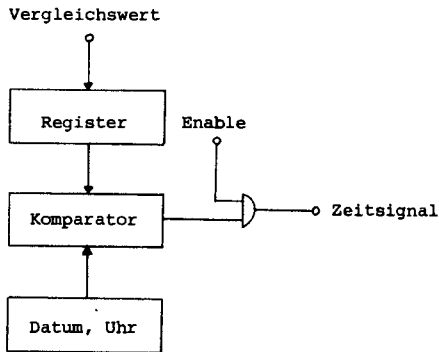 Vergleichswert
Register
Enable
Komparator
Zeitsignal
Datum, Uhr